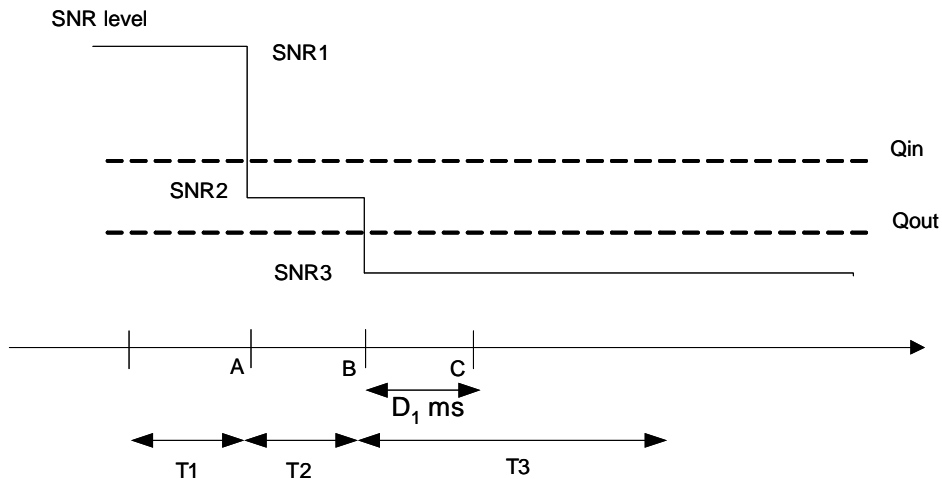 SNR level
SNR1
Qin
SNR2
Qout
SNR3
A
B
C
D₁ ms
T1
T2
T3